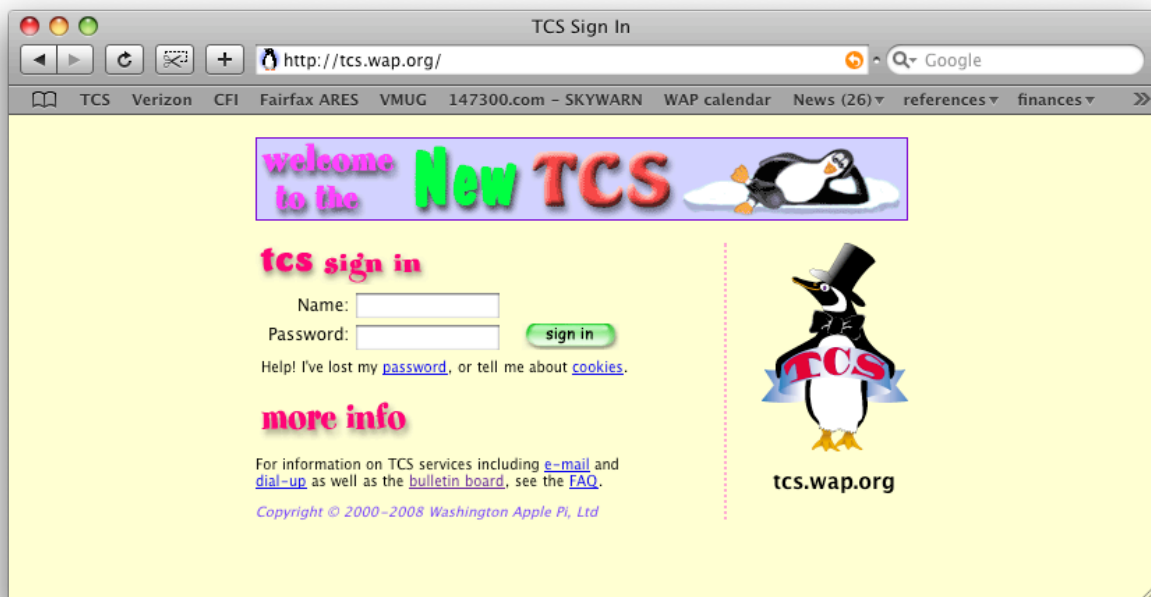 TCS Sign In
http://tcs.wap.org/
Google
TCS Verizon CFI Fairfax ARES VMUG 147300.com – SKYWARN WAP calendar News (26) references finances
welcome
to the
New TCS
tcs sign in
Name:
Password:
sign in
Help! I've lost my password, or tell me about cookies.
more info
For information on TCS services including e-mail and
dial-up as well as the bulletin board, see the FAQ.
Copyright © 2000-2008 Washington Apple Pi, Ltd
TCS
tcs.wap.org